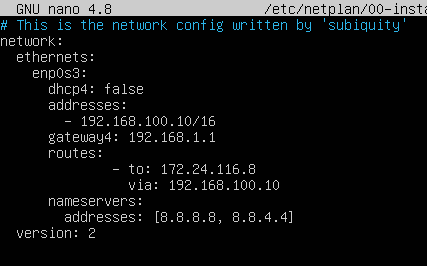 GNU nano 4.8 /etc/netplan/00-insta
# This is the network config written by 'subiquity'
network:
  ethernets:
    enp0s3:
      dhcp4: false
      addresses:
        - 192.168.100.10/16
      gateway4: 192.168.1.1
      routes:
              - to: 172.24.116.8
                via: 192.168.100.10
      nameservers:
        addresses: [8.8.8.8, 8.8.4.4]
  version: 2